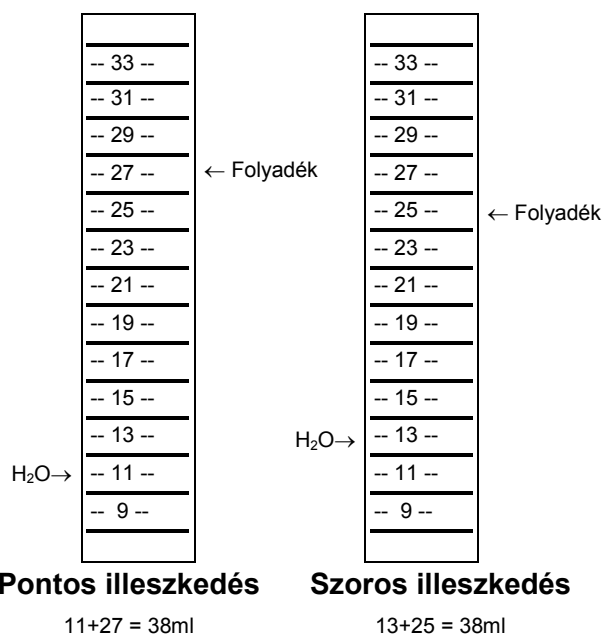 -- 33 --
-- 31 --
-- 29 --
-- 27 --
-- 25 --
-- 23 --
-- 21 --
-- 19 --
-- 17 --
-- 15 --
-- 13 --
-- 11 --
-- 9 --
← Folyadék
H₂O→
Pontos illeszkedés
11+27 = 38ml
-- 33 --
-- 31 --
-- 29 --
-- 27 --
-- 25 --
-- 23 --
-- 21 --
-- 19 --
-- 17 --
-- 15 --
-- 13 --
-- 11 --
-- 9 --
← Folyadék
H₂O→
Szoros illeszkedés
13+25 = 38ml